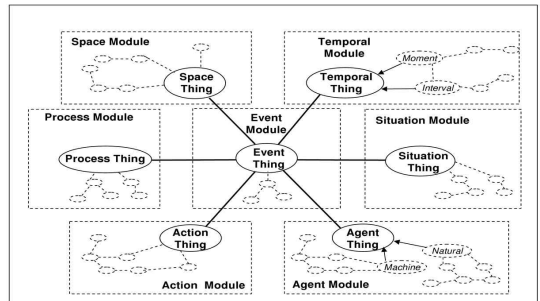 Space Module
Space
Thing
Temporal
Module
Temporal
Thing
Moment
Interval
Process Module
Process Thing
Event
Module
Event
Thing
Situation Module
Situation
Thing
Action
Thing
Action Module
Agent
Thing
Natural
Machine
Agent Module